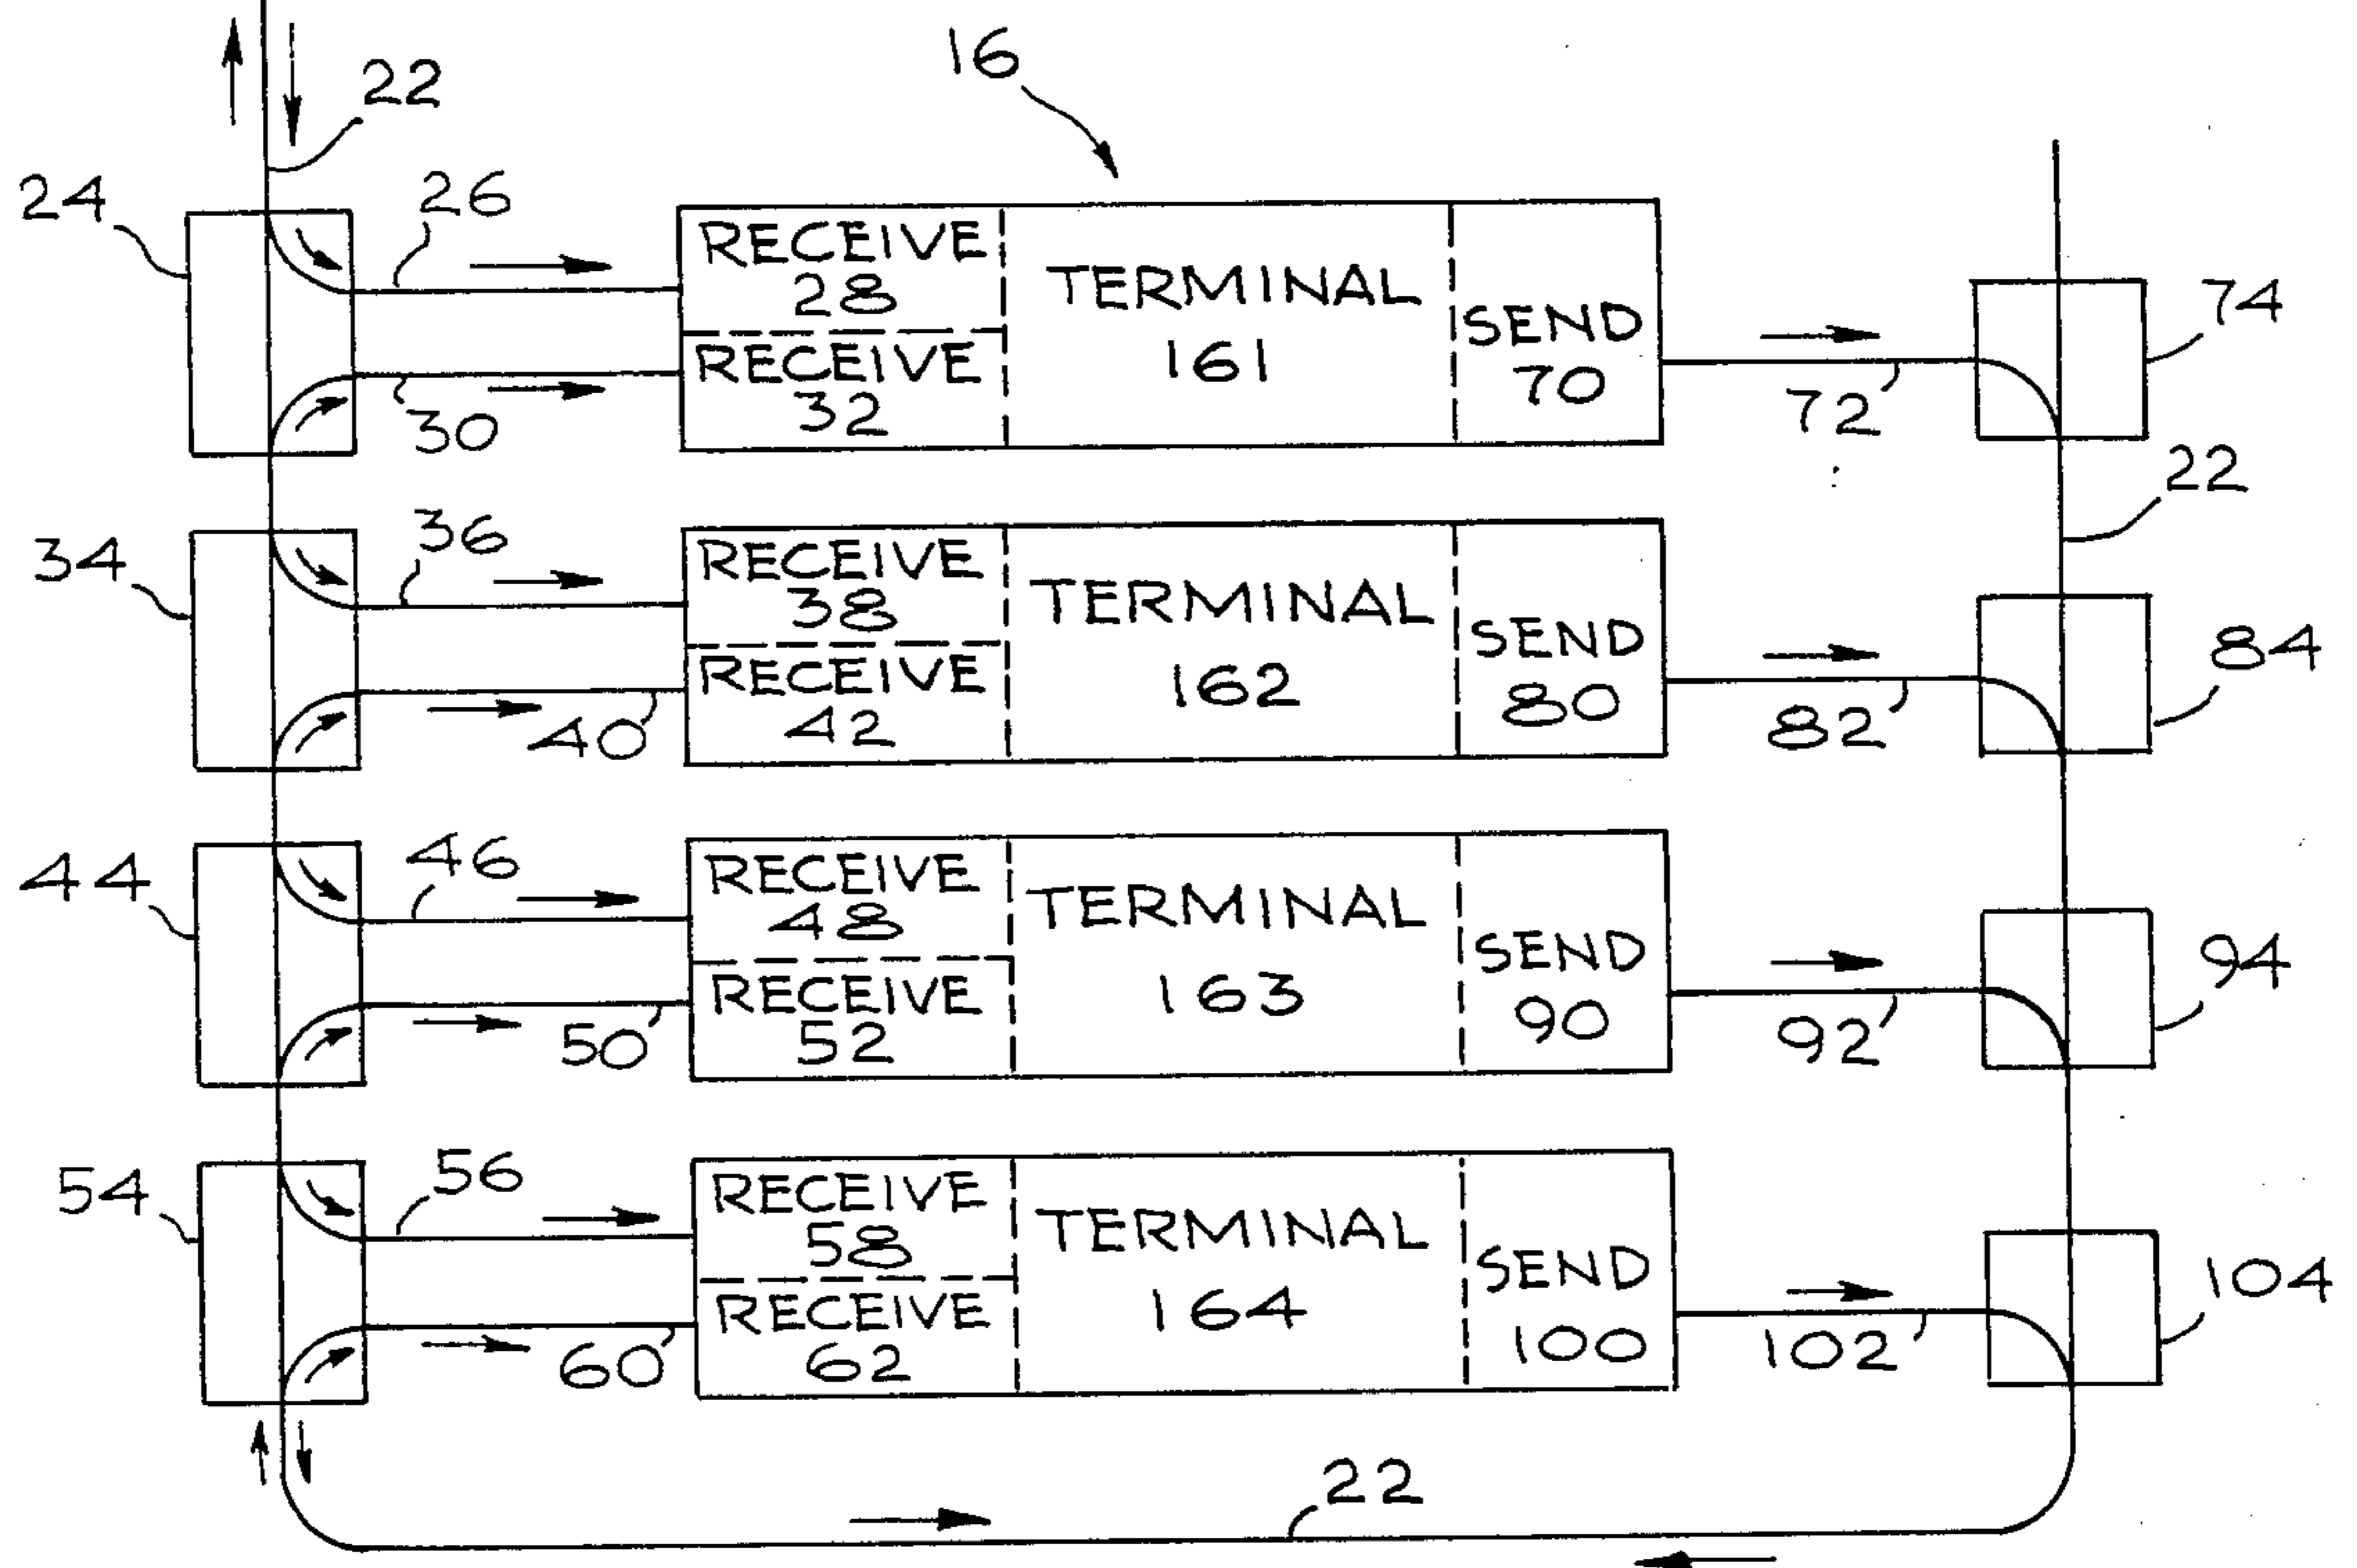 16
22
24
26
RECEIVE
28
TERMINAL
161
SEND
70
RECEIVE
32
30
72
74
22
34
36
RECEIVE
38
TERMINAL
162
SEND
80
RECEIVE
42
40
82
84
44
46
RECEIVE
48
TERMINAL
163
SEND
90
RECEIVE
52
50
92
94
54
56
RECEIVE
58
TERMINAL
164
SEND
100
RECEIVE
62
60
102
104
22